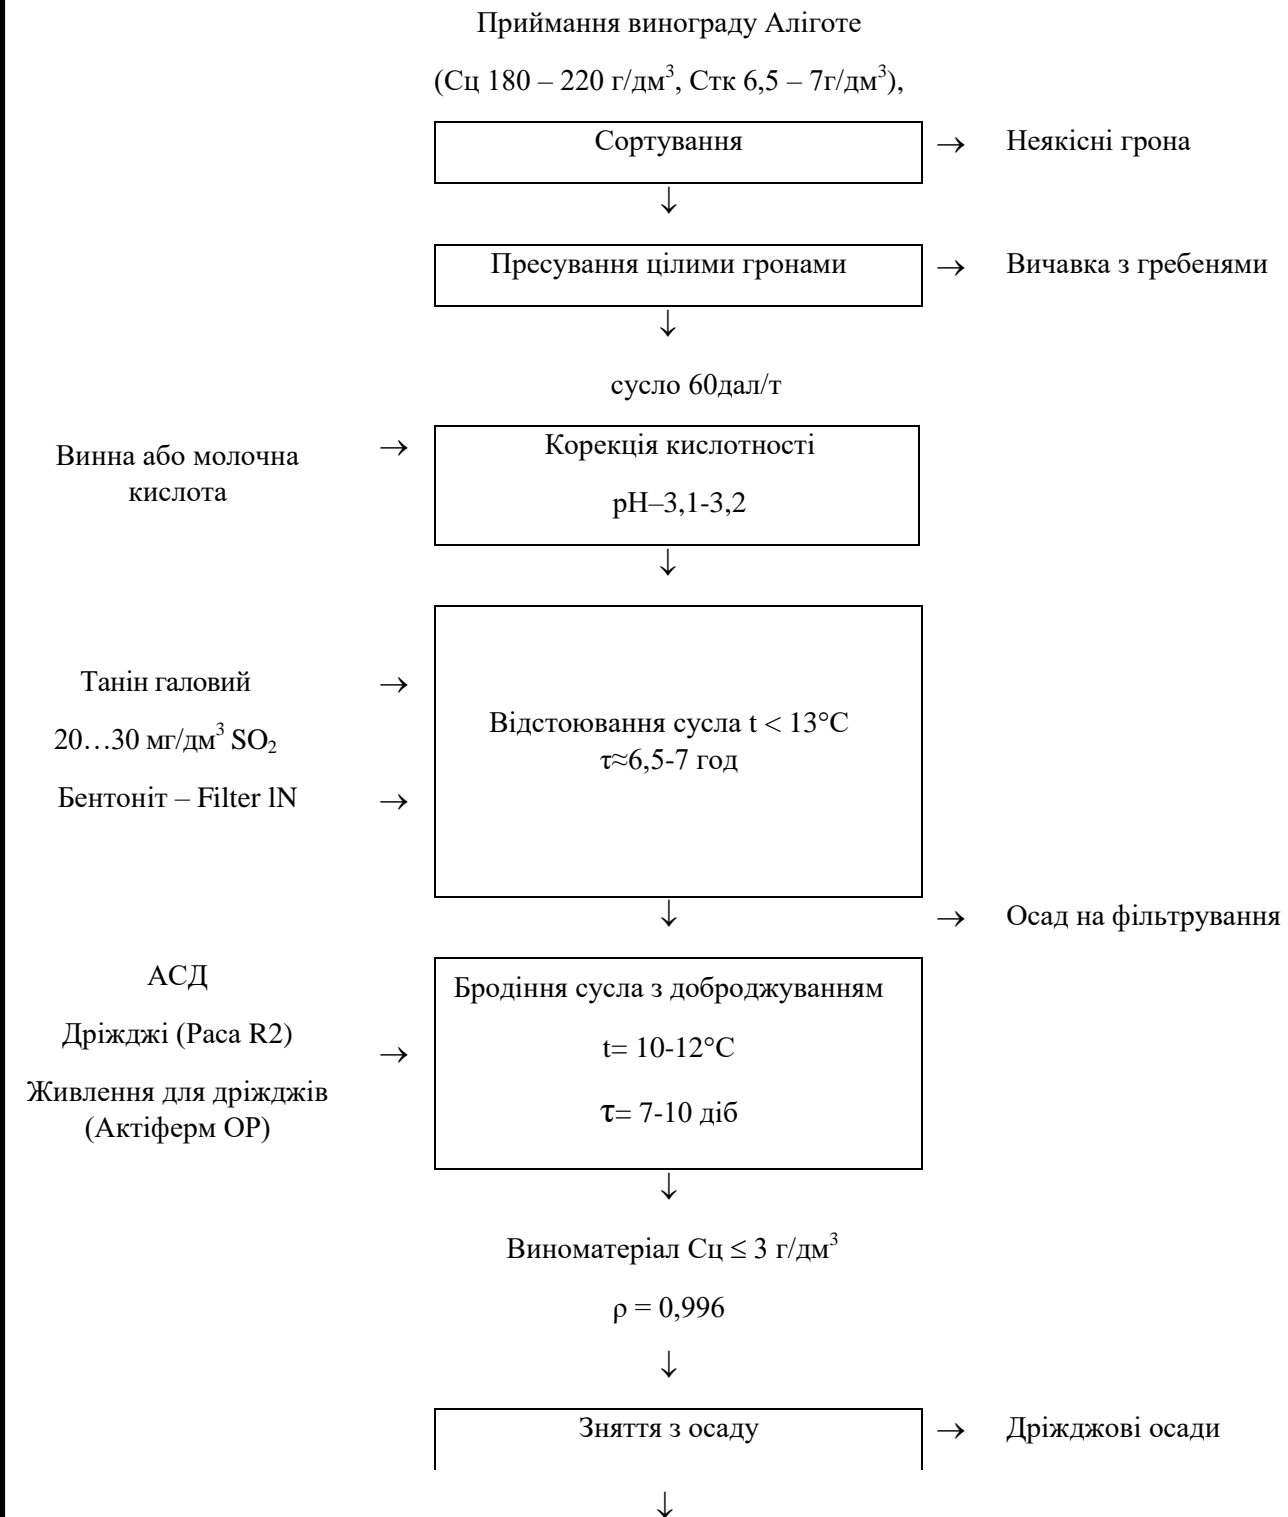 Приймання винограду Аліготе
(Сц 180 – 220 г/дм³, Стк 6,5 – 7г/дм³),
Сортування
→
Неякісні грона
↓
Пресування цілими гронами
→
Вичавка з гребенями
↓
сусло 60дал/т
Винна або молочна
кислота
→
Корекція кислотності
pH–3,1-3,2
↓
Танін галовий
→
20…30 мг/дм³ SO₂
Бентоніт – Filter lN
→
Відстоювання сусла t < 13°C
τ≈6,5-7 год
↓
→
Осад на фільтрування
АСД
Дріжджі (Раса R2)
→
Живлення для дріжджів
(Актіферм ОР)
Бродіння сусла з доброджуванням
t= 10-12°C
τ= 7-10 діб
↓
Виноматеріал Сц ≤ 3 г/дм³
ρ = 0,996
↓
Зняття з осаду
→
Дріжджові осади
↓